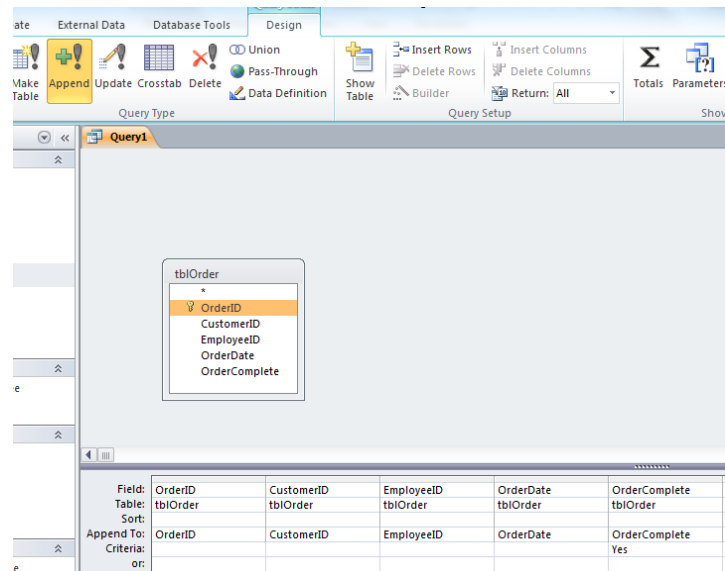 ate External Data Database Tools Design
Make Table
Append
Update
Crosstab
Delete
Union
Pass-Through
Data Definition
Show Table
Insert Rows
Delete Rows
Builder
Insert Columns
Delete Columns
Return: All
Totals
Parameters
Query Type
Query Setup
Show
Query1
tblOrder
*
OrderID
CustomerID
EmployeeID
OrderDate
OrderComplete
ee
Field: OrderID CustomerID EmployeeID OrderDate OrderComplete
Table: tblOrder tblOrder tblOrder tblOrder tblOrder
Sort:
Append To: OrderID CustomerID EmployeeID OrderDate OrderComplete
Criteria: Yes
or: